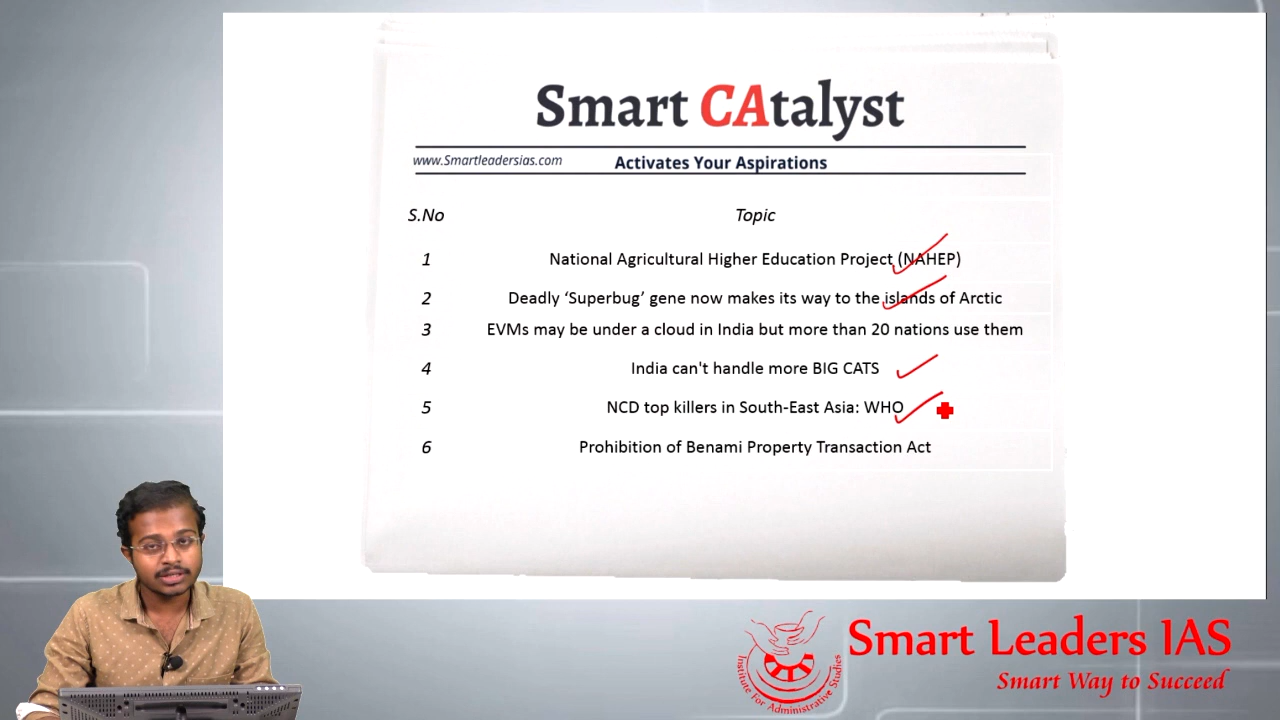 Smart CAtalyst
www.Smartleadersias.com Activates Your Aspirations
S.No Topic
1 National Agricultural Higher Education Project (NAHEP)
2 Deadly ‘Superbug’ gene now makes its way to the islands of Arctic
3 EVMs may be under a cloud in India but more than 20 nations use them
4 India can't handle more BIG CATS
5 NCD top killers in South-East Asia: WHO
6 Prohibition of Benami Property Transaction Act
Institute For Administrative Studies
Smart Leaders IAS
Smart Way to Succeed